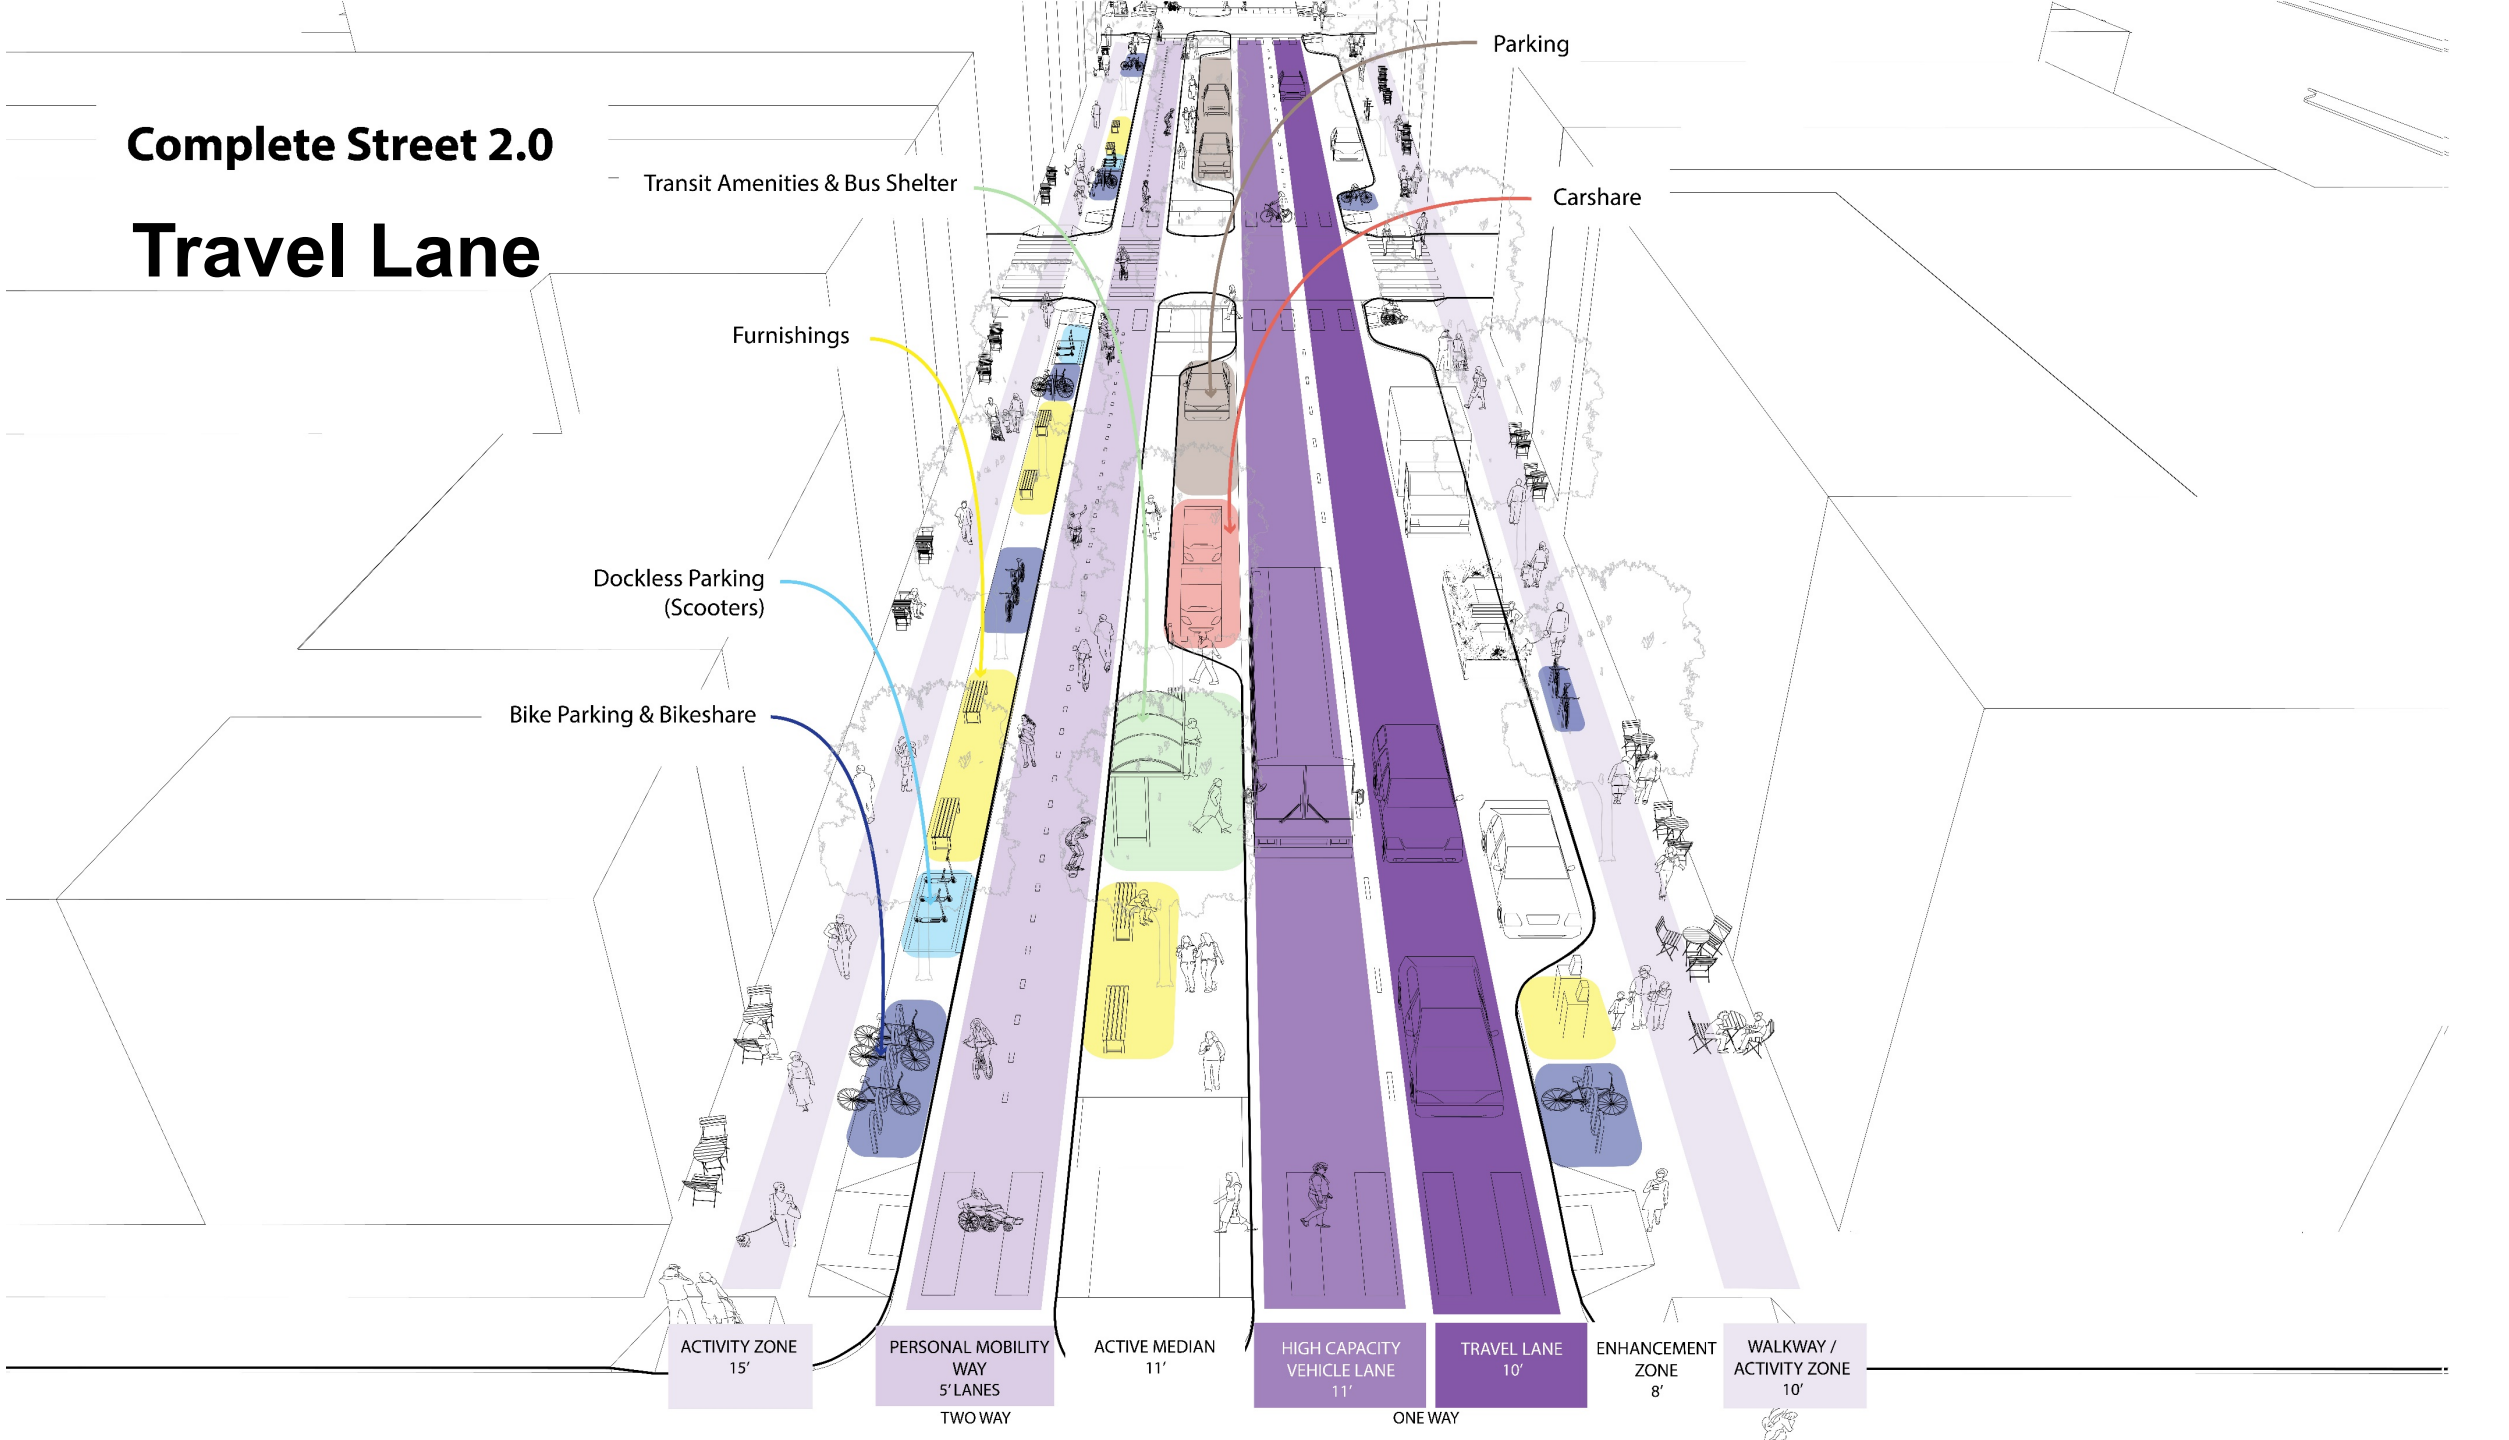 Complete Street 2.0
Travel Lane
Parking
Transit Amenities & Bus Shelter
Carshare
Furnishings
Dockless Parking
(Scooters)
Bike Parking & Bikeshare
ACTIVITY ZONE
15'
PERSONAL MOBILITY
WAY
5' LANES
TWO WAY
ACTIVE MEDIAN
11'
HIGH CAPACITY
VEHICLE LANE
11'
TRAVEL LANE
10'
ONE WAY
ENHANCEMENT
ZONE
8'
WALKWAY /
ACTIVITY ZONE
10'